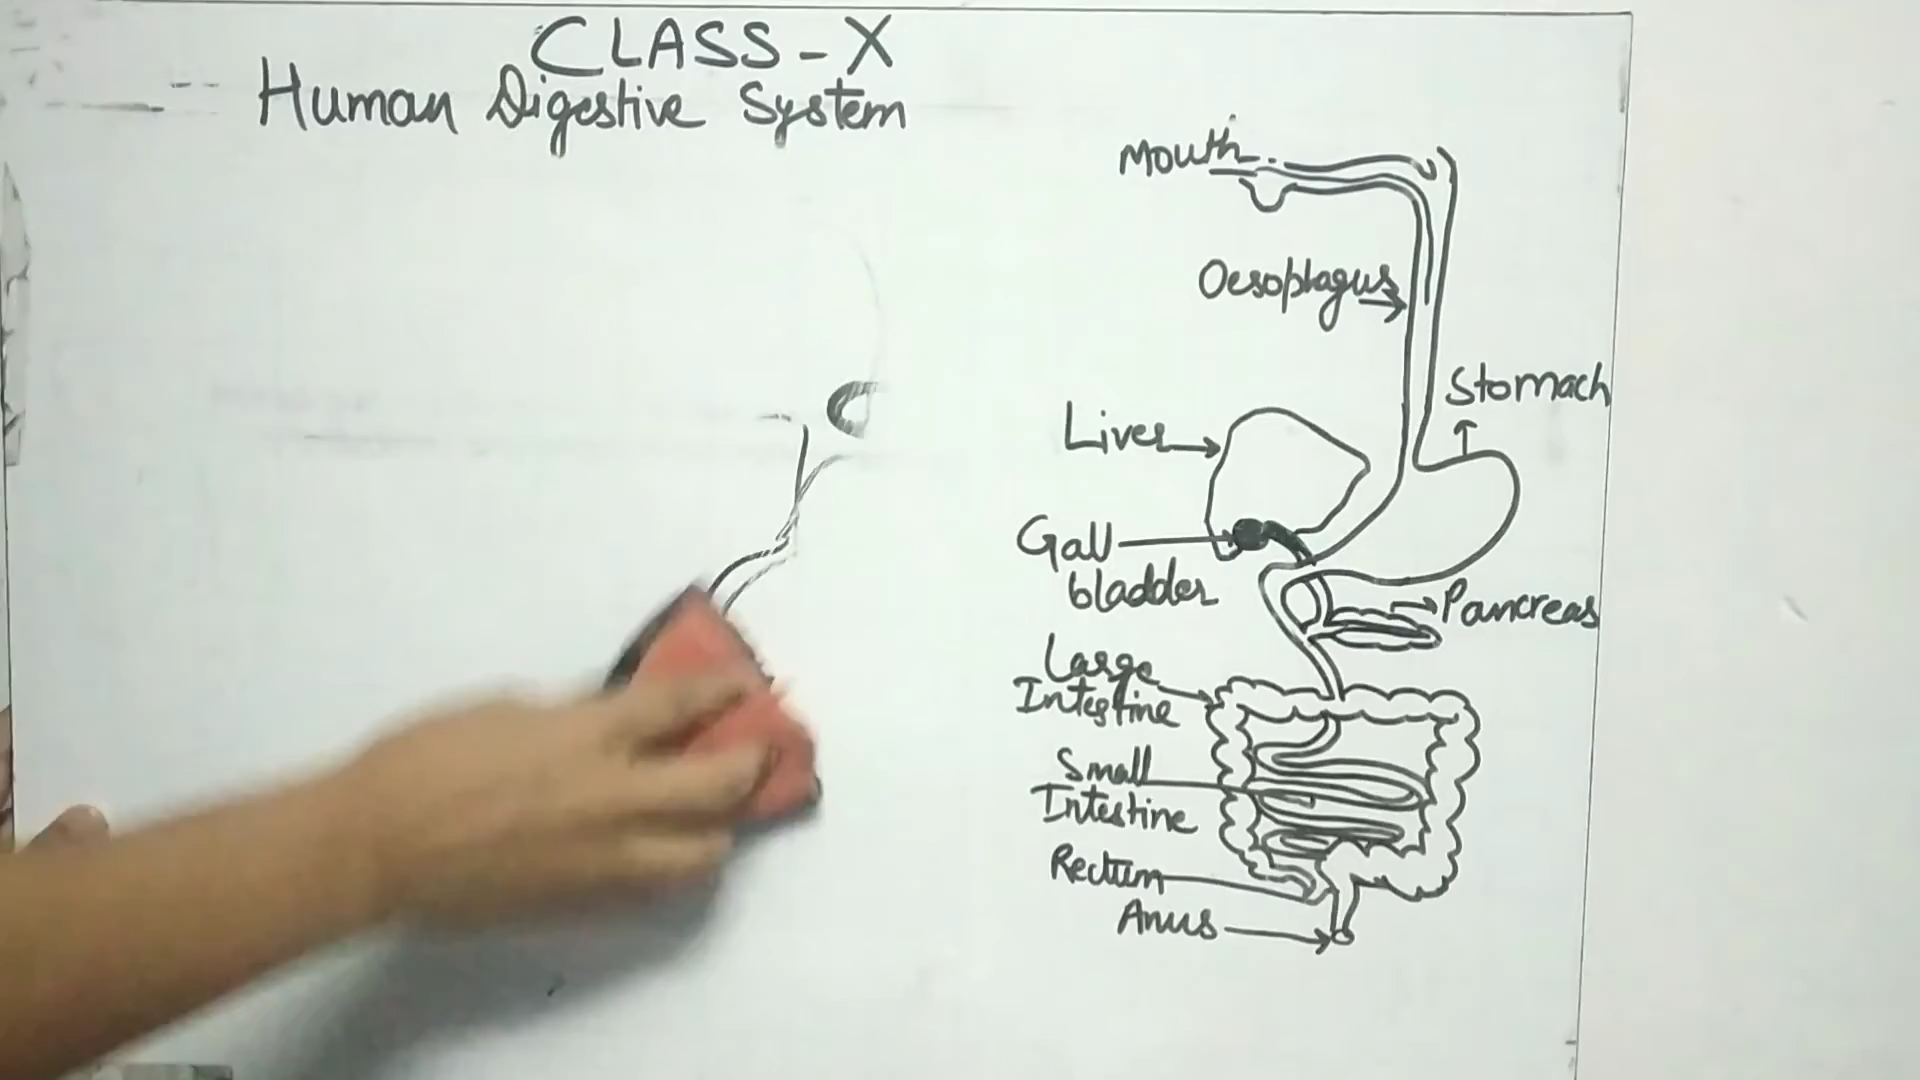 CLASS - X
Human Digestive System
Mouth
Oesophagus
Stomach
Liver
Gall
bladder
Pancreas
Large
Intestine
Small
Intestine
Rectum
Anus